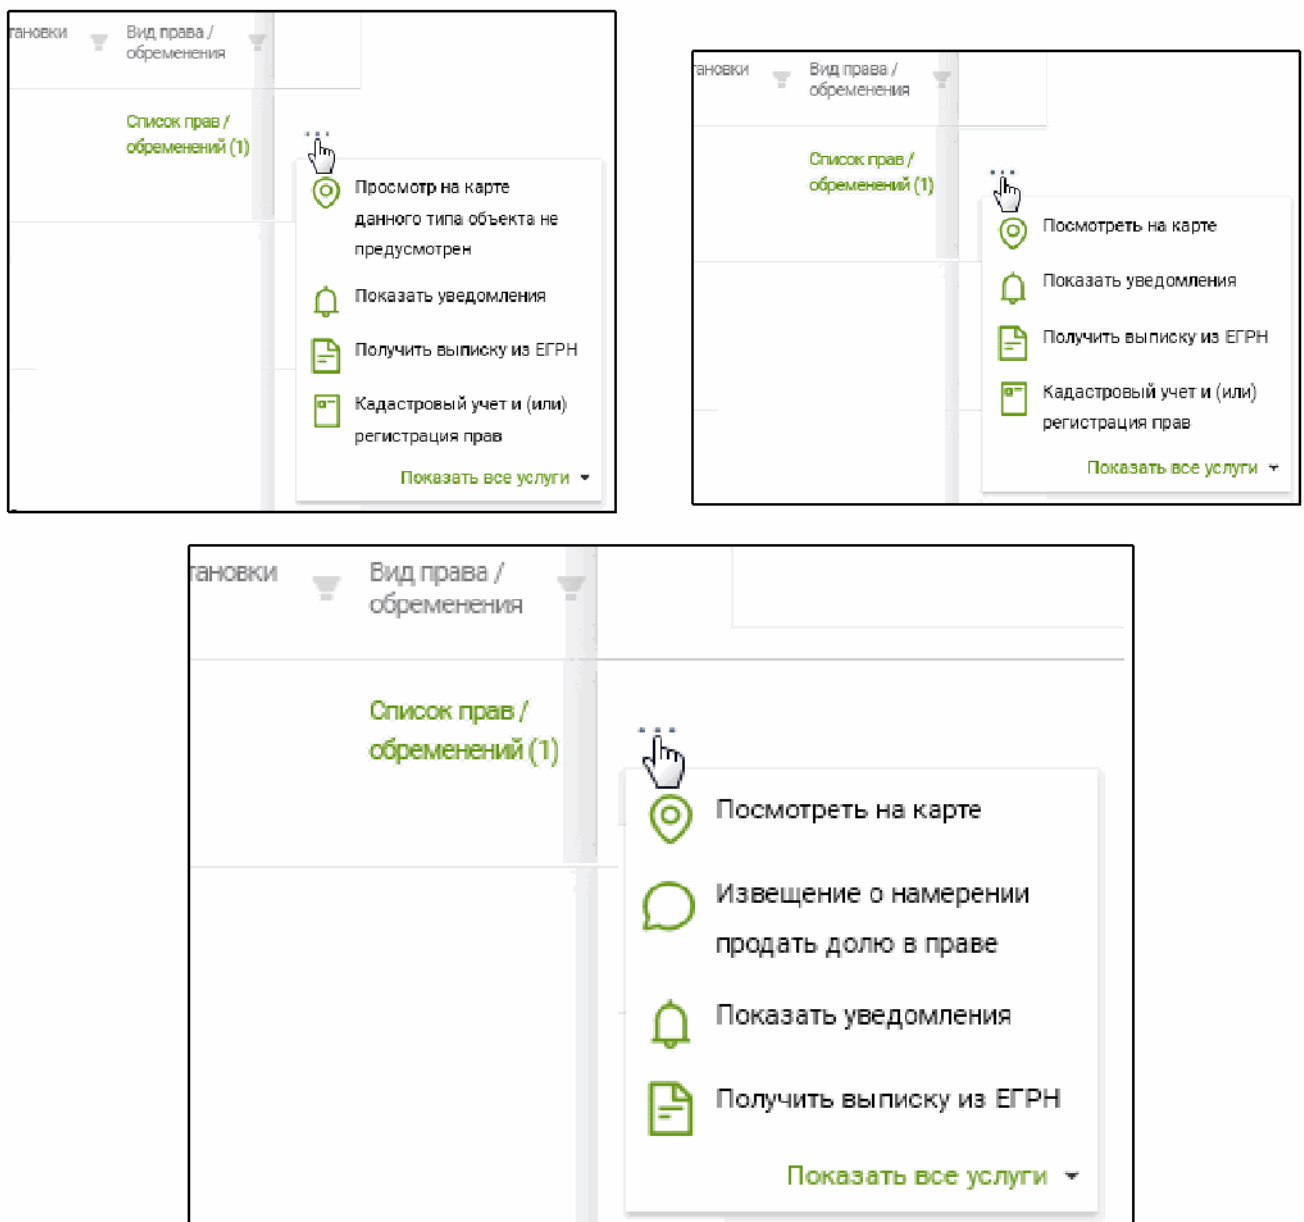 тановки
Вид права /
обременения
Список прав /
обременений (1)
Просмотр на карте
данного типа объекта не
предусмотрен
Показать уведомления
Получить выписку из ЕГРН
Кадастровый учет и (или)
регистрация прав
Показать все услуги
тановки
Вид права /
обременения
Список прав /
обременений (1)
Посмотреть на карте
Показать уведомления
Получить выписку из ЕГРН
Кадастровый учет и (или)
регистрация прав
Показать все услуги
тановки
Вид права /
обременения
Список прав /
обременений (1)
Посмотреть на карте
Извещение о намерении
продать долю в праве
Показать уведомления
Получить выписку из ЕГРН
Показать все услуги